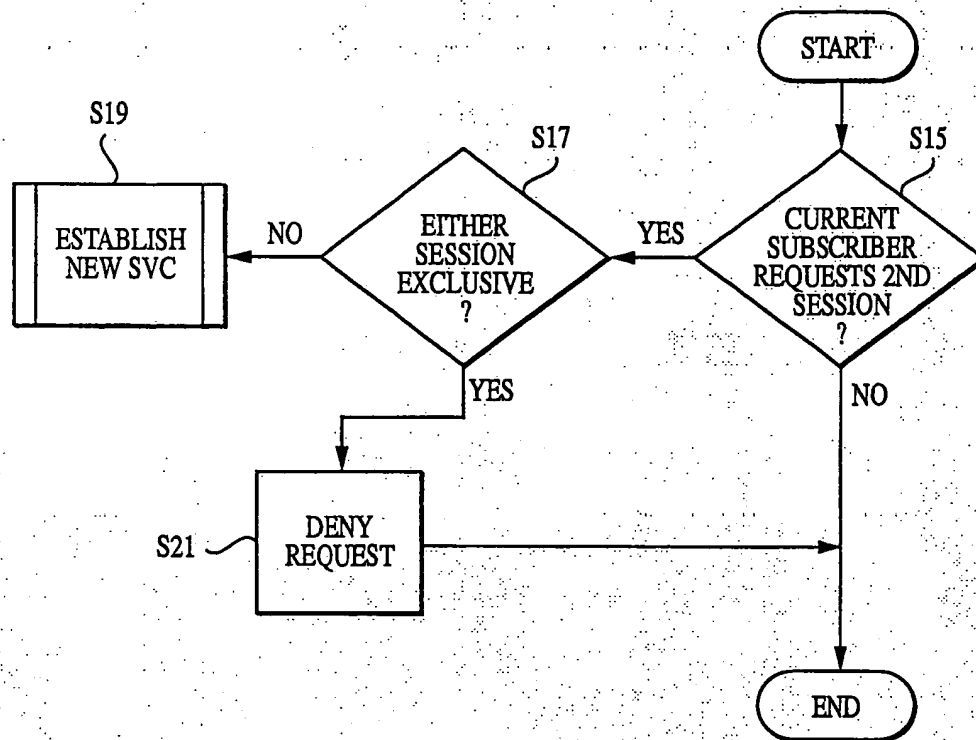 START
S19
S17
S15
ESTABLISH
NEW SVC
NO
EITHER
SESSION
EXCLUSIVE
?
YES
CURRENT
SUBSCRIBER
REQUESTS 2ND
SESSION
?
YES
NO
S21
DENY
REQUEST
END